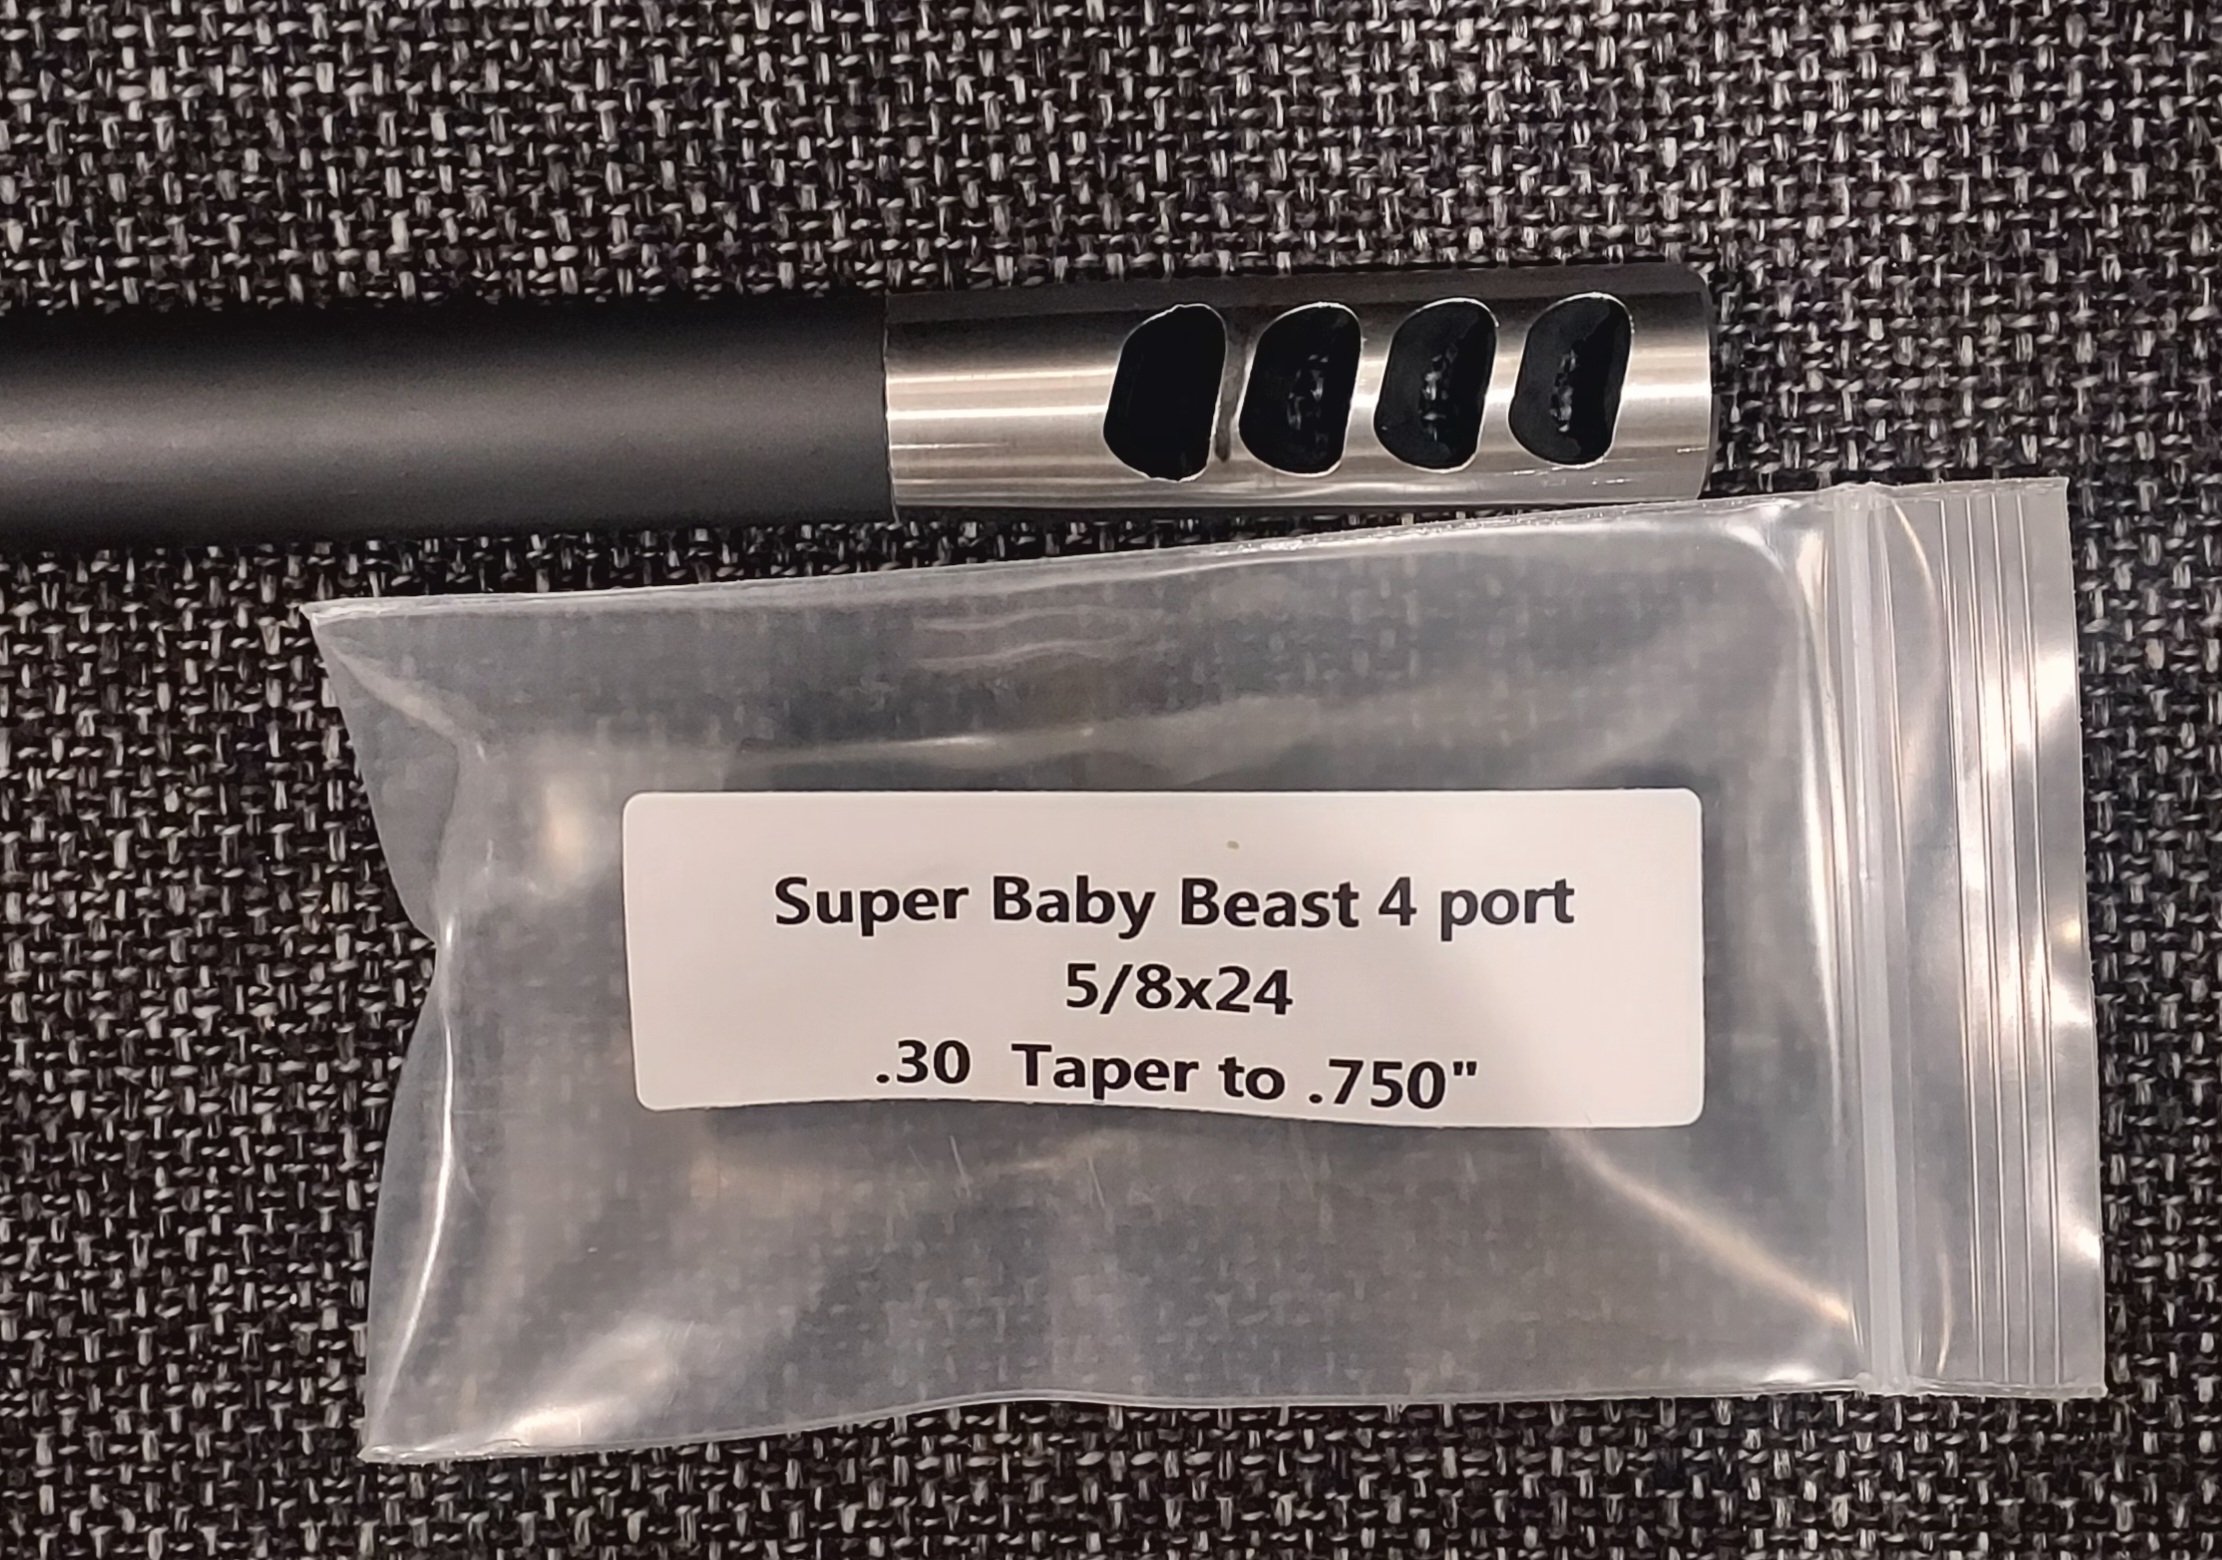 Super Baby Beast 4 port
5/8x24
.30 Taper to .750"